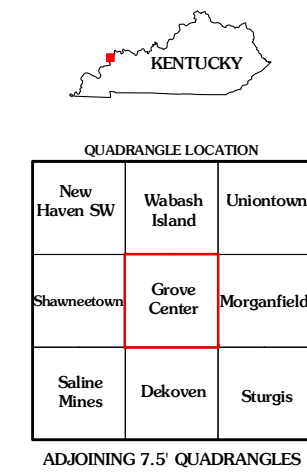 KENTUCKY
QUADRANGLE LOCATION
New
Haven SW
Wabash
Island
Uniontown
Shawneetown
Grove
Center
Morganfield
Saline
Mines
Dekoven
Sturgis
ADJOINING 7.5' QUADRANGLES